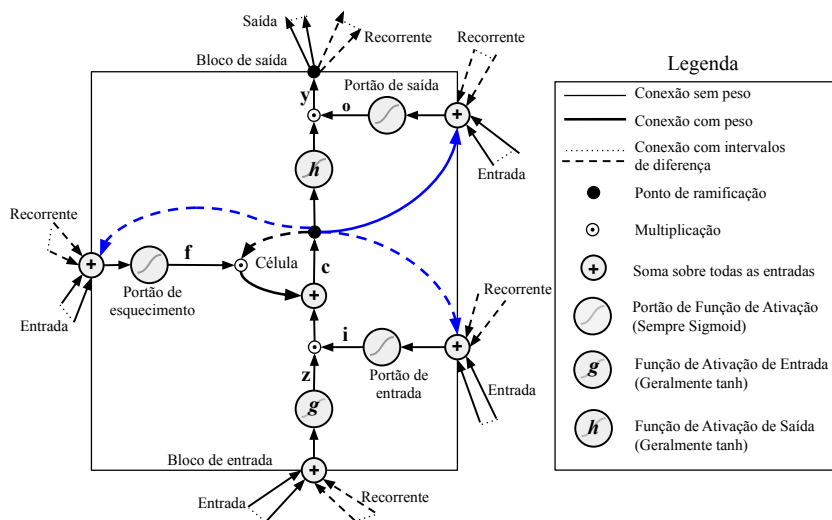 Saída
Recorrente
Bloco de saída
Portão de saída
Recorrente
y
o
h
Entrada
Recorrente
f
Célula
c
Portão de
esquecimento
Entrada
Recorrente
i
Portão de
entrada
z
g
Entrada
Bloco de entrada
Entrada
Recorrente
Legenda
Conexão sem peso
Conexão com peso
Conexão com intervalos
de diferença
Ponto de ramificação
Multiplicação
Soma sobre todas as entradas
Portão de Função de Ativação
(Sempre Sigmoid)
g
Função de Ativação de Entrada
(Geralmente tanh)
h
Função de Ativação de Saída
(Geralmente tanh)